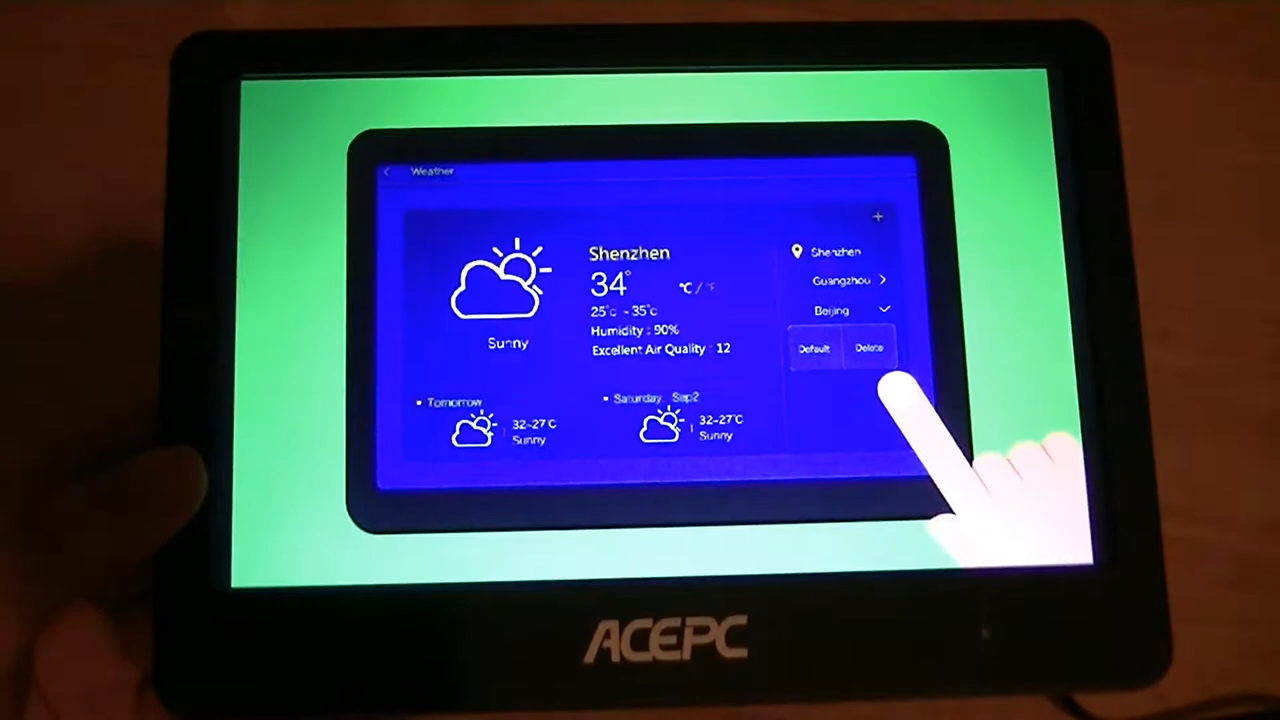 Weather
+
Shenzhen
34°
℃ / °F
25°c ~ 35°c
Humidity : 90%
Excellent Air Quality : 12
Sunny
Shenzhen
Guangzhou
Beijing
Default Delete
Tomorrow
32~27℃
Sunny
Saturday Sep2
32~27℃
Sunny
ACEPC